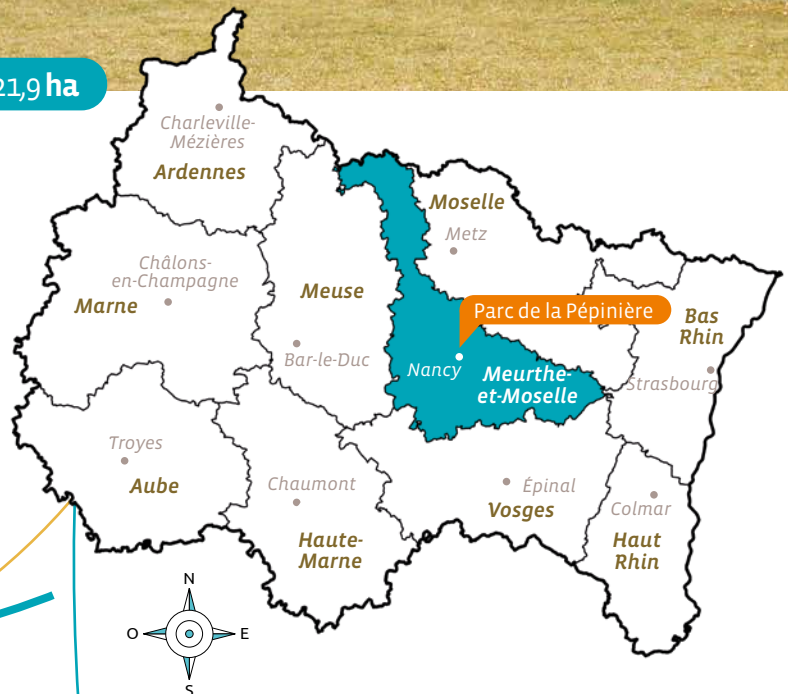 21,9 ha
Charleville-
Mézières
Ardennes
Moselle
Metz
Châlons-
en-Champagne
Marne
Meuse
Parc de la Pépinière
Bas
Rhin
Bar-le-Duc
Nancy
Meurthe-
et-Moselle
Strasbourg
Troyes
Aube
Chaumont
Épinal
Vosges
Colmar
Haute-
Marne
Haut
Rhin
N
O
E
S